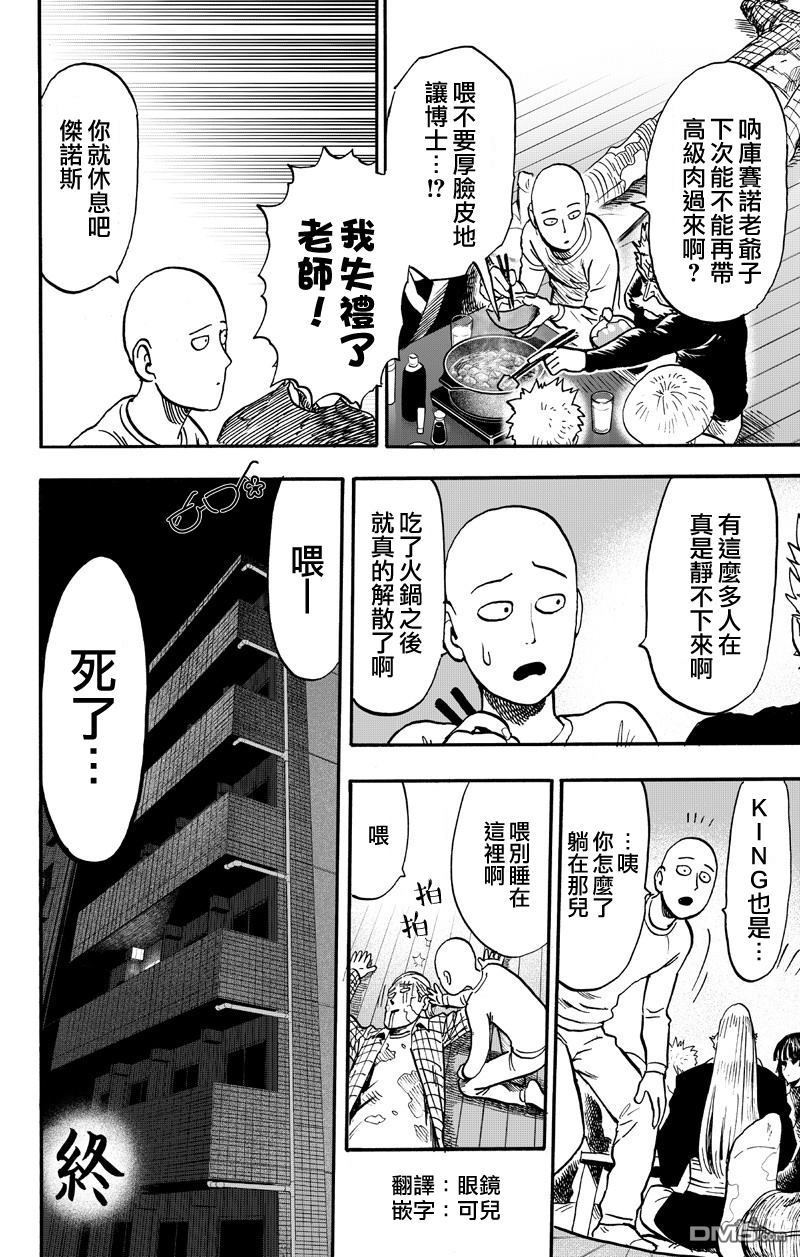 吶庫賽諾老爺子
下次能不能再帶
高級肉過來啊?
喂不要厚臉皮地
讓博士…!?
我失禮了
老師!
你就休息吧
傑諾斯
有這麼多人在
真是靜不下來啊
吃了火鍋之後
就真的解散了啊
KING也是…
…咦
你怎麼了
躺在那兒
喂別睡在
這裡啊
拍
拍
喂
喂ー
死了…
終
翻譯：眼鏡
嵌字：可兒
DM5.com